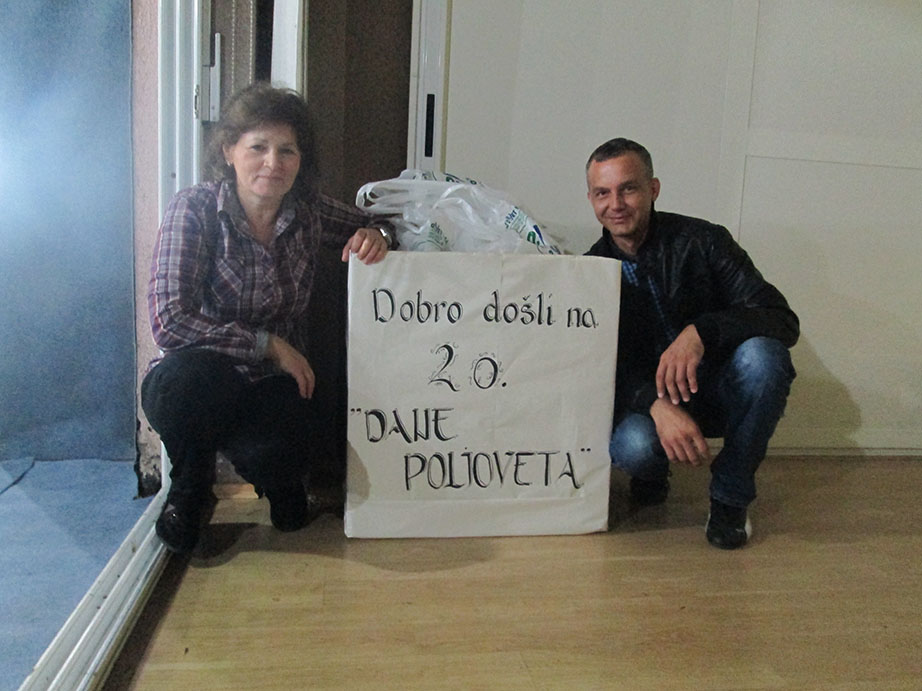 Dobro došli na
20.
"DANE
POLJOVETA"